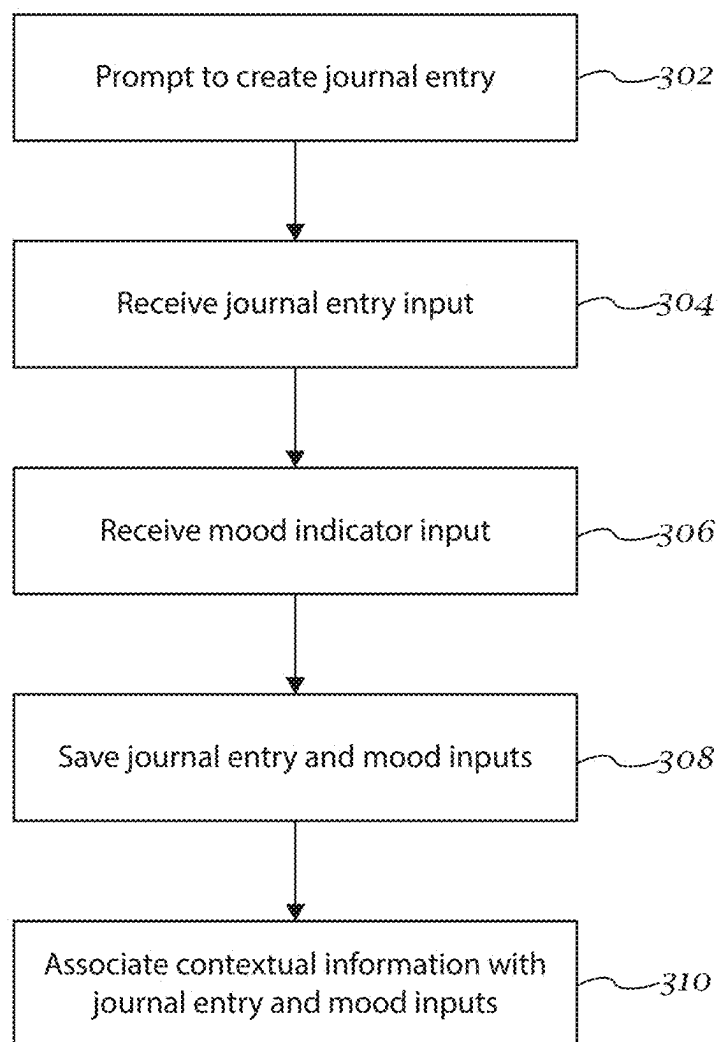 Prompt to create journal entry 302
Receive journal entry input 304
Receive mood indicator input 306
Save journal entry and mood inputs 308
Associate contextual information with
journal entry and mood inputs 310